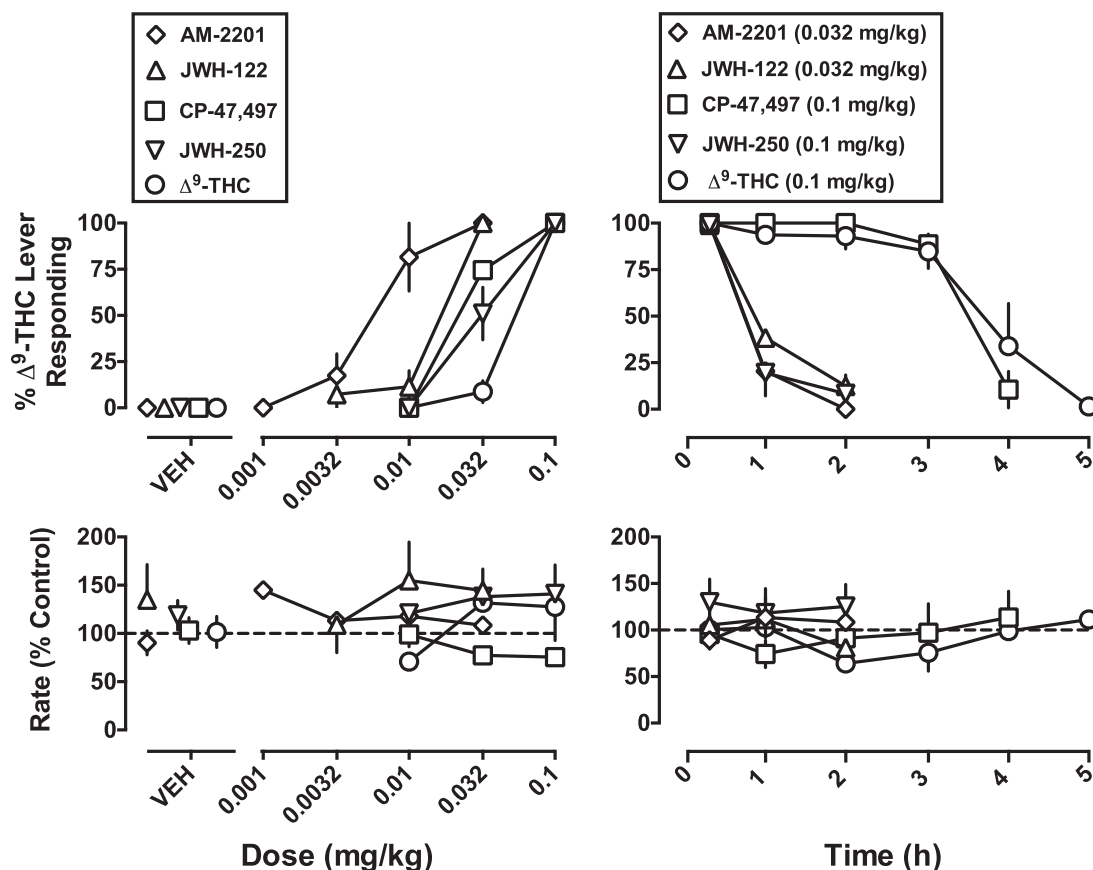 AM-2201
JWH-122
CP-47,497
JWH-250
Δ⁹-THC
AM-2201 (0.032 mg/kg)
JWH-122 (0.032 mg/kg)
CP-47,497 (0.1 mg/kg)
JWH-250 (0.1 mg/kg)
Δ⁹-THC (0.1 mg/kg)
% Δ⁹-THC Lever
Responding
100
75
50
25
0
VEH
0.001
0.0032
0.01
0.032
0.1
100
75
50
25
0
0
1
2
3
4
5
Rate (% Control)
200
150
100
50
0
VEH
0.001
0.0032
0.01
0.032
0.1
Dose (mg/kg)
200
150
100
50
0
0
1
2
3
4
5
Time (h)